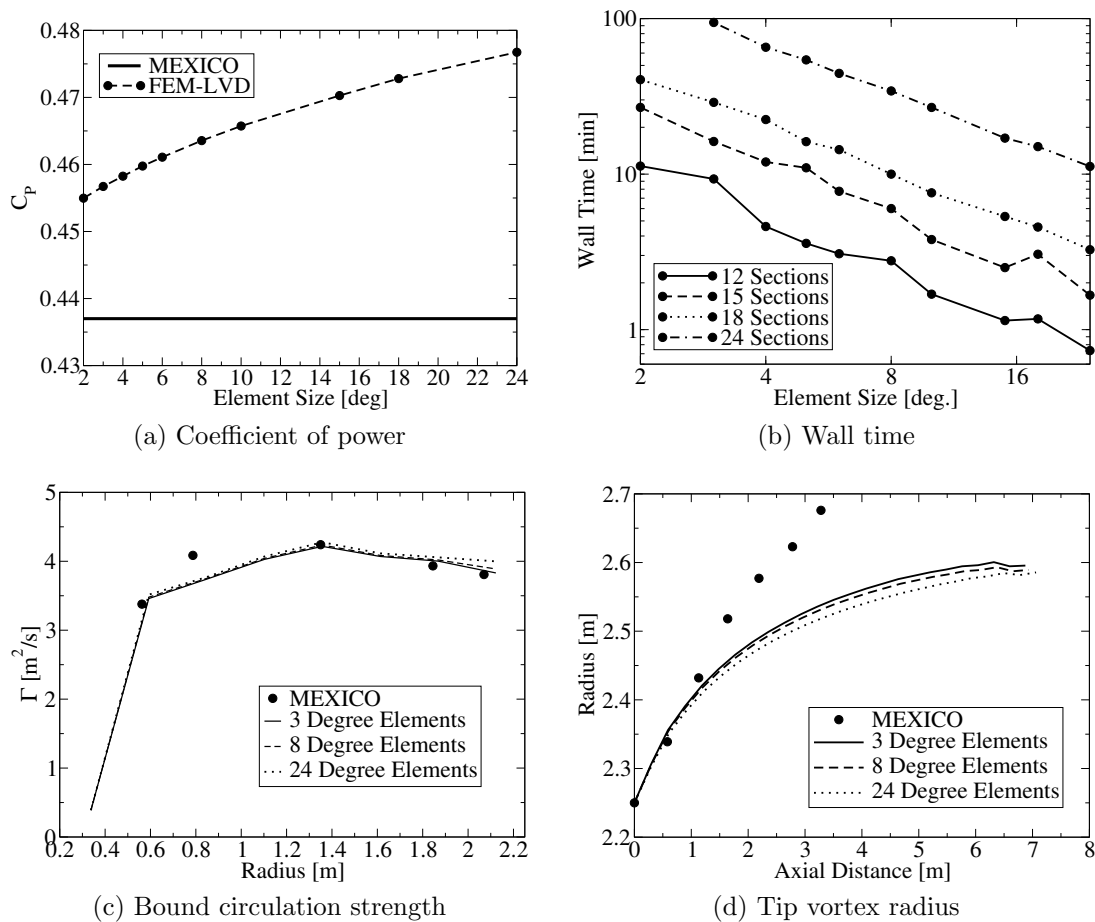 0.48
0.47
0.46
0.45
0.44
0.43
C_P
MEXICO
FEM-LVD
2 4 6 8 10 12 14 16 18 20 22 24
Element Size [deg]
(a) Coefficient of power
100
10
1
Wall Time [min]
12 Sections
15 Sections
18 Sections
24 Sections
2 4 8 16
Element Size [deg.]
(b) Wall time
5
4
3
2
1
0
Γ [m²/s]
MEXICO
3 Degree Elements
8 Degree Elements
24 Degree Elements
0.2 0.4 0.6 0.8 1 1.2 1.4 1.6 1.8 2 2.2
Radius [m]
(c) Bound circulation strength
2.7
2.6
2.5
2.4
2.3
2.2
Radius [m]
MEXICO
3 Degree Elements
8 Degree Elements
24 Degree Elements
0 1 2 3 4 5 6 7 8
Axial Distance [m]
(d) Tip vortex radius